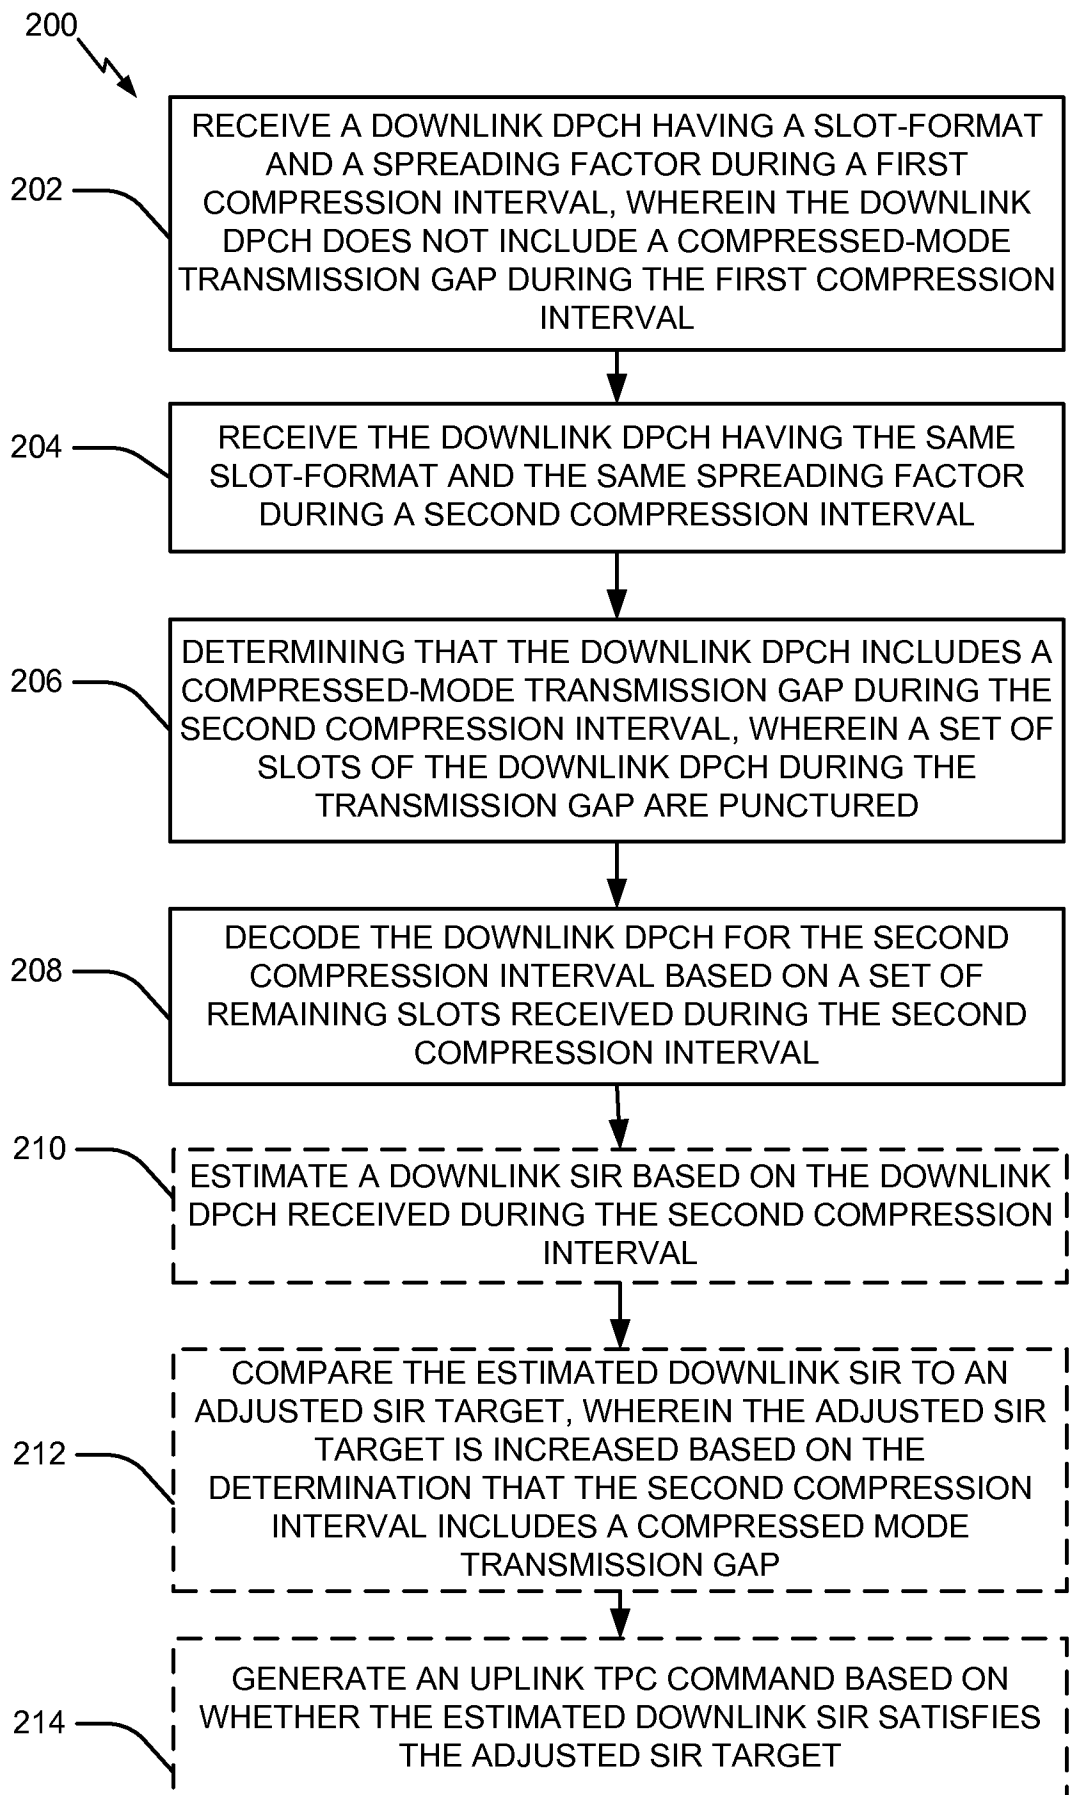 200
202
RECEIVE A DOWNLINK DPCH HAVING A SLOT-FORMAT
AND A SPREADING FACTOR DURING A FIRST
COMPRESSION INTERVAL, WHEREIN THE DOWNLINK
DPCH DOES NOT INCLUDE A COMPRESSED-MODE
TRANSMISSION GAP DURING THE FIRST COMPRESSION
INTERVAL
204
RECEIVE THE DOWNLINK DPCH HAVING THE SAME
SLOT-FORMAT AND THE SAME SPREADING FACTOR
DURING A SECOND COMPRESSION INTERVAL
206
DETERMINING THAT THE DOWNLINK DPCH INCLUDES A
COMPRESSED-MODE TRANSMISSION GAP DURING THE
SECOND COMPRESSION INTERVAL, WHEREIN A SET OF
SLOTS OF THE DOWNLINK DPCH DURING THE
TRANSMISSION GAP ARE PUNCTURED
208
DECODE THE DOWNLINK DPCH FOR THE SECOND
COMPRESSION INTERVAL BASED ON A SET OF
REMAINING SLOTS RECEIVED DURING THE SECOND
COMPRESSION INTERVAL
210
ESTIMATE A DOWNLINK SIR BASED ON THE DOWNLINK
DPCH RECEIVED DURING THE SECOND COMPRESSION
INTERVAL
212
COMPARE THE ESTIMATED DOWNLINK SIR TO AN
ADJUSTED SIR TARGET, WHEREIN THE ADJUSTED SIR
TARGET IS INCREASED BASED ON THE
DETERMINATION THAT THE SECOND COMPRESSION
INTERVAL INCLUDES A COMPRESSED MODE
TRANSMISSION GAP
214
GENERATE AN UPLINK TPC COMMAND BASED ON
WHETHER THE ESTIMATED DOWNLINK SIR SATISFIES
THE ADJUSTED SIR TARGET